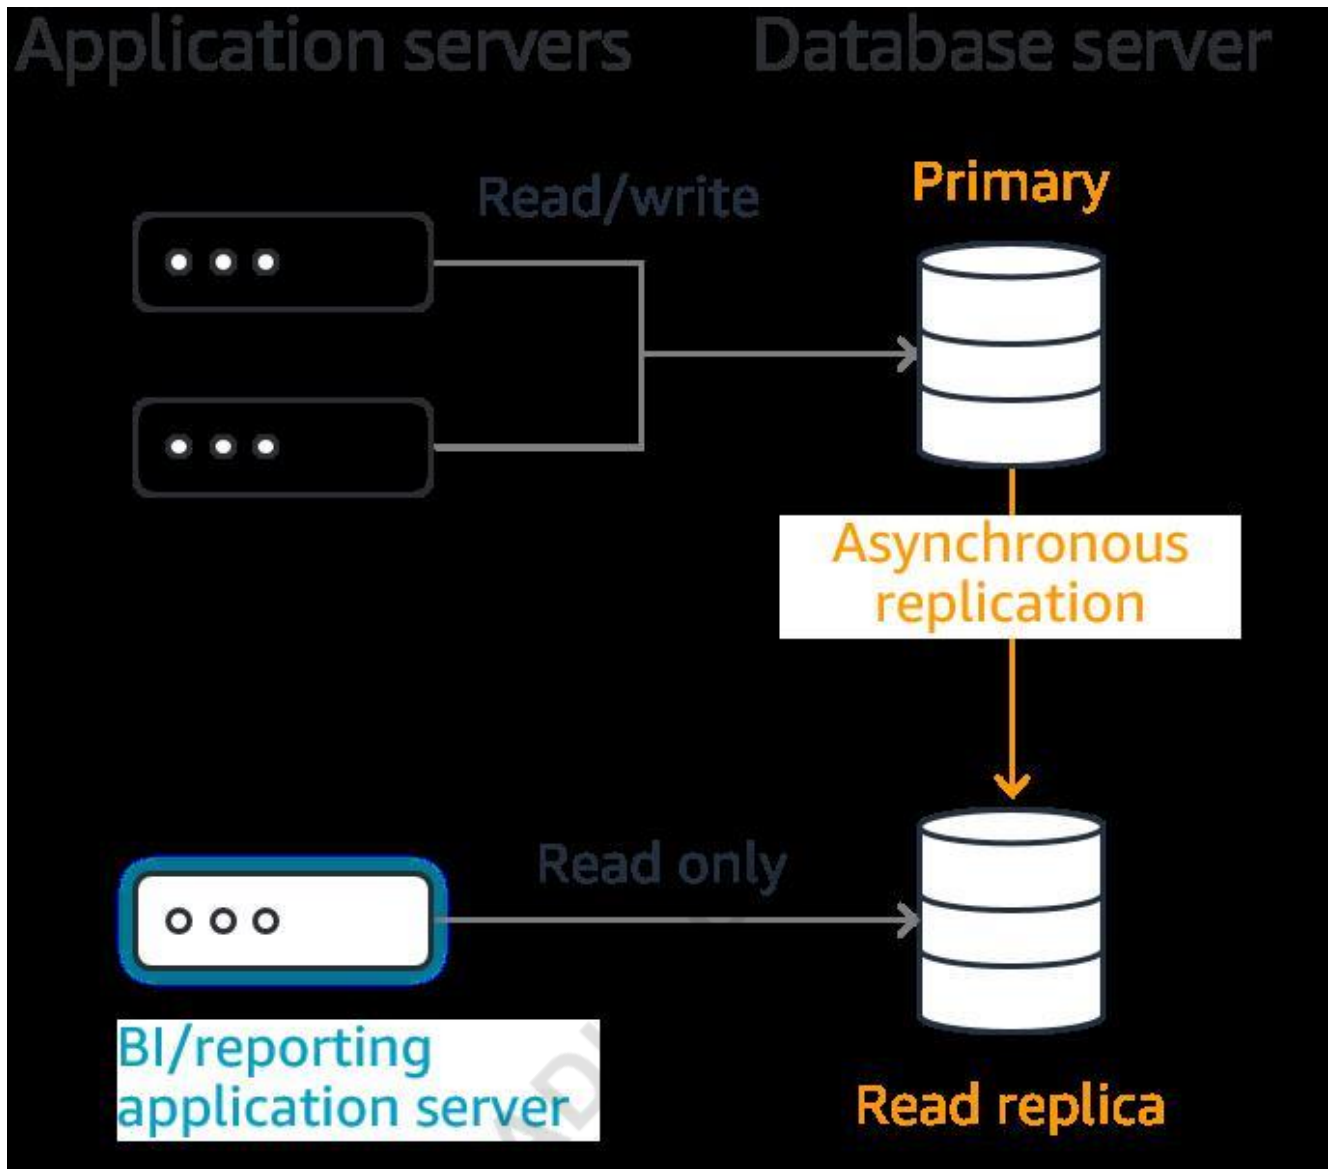 Application servers
Database server
Read/write
Primary
Asynchronous
replication
Read only
BI/reporting
application server
Read replica